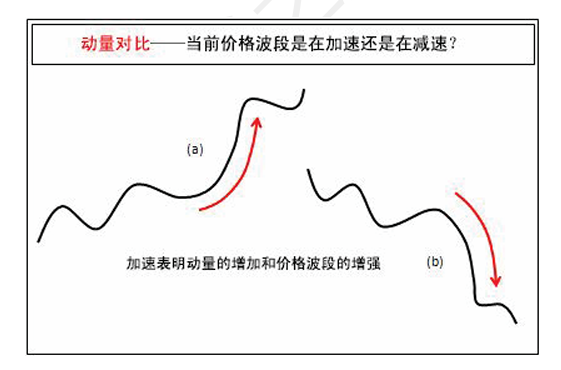 动量对比——当前价格波段是在加速还是在减速？
(a)
加速表明动量的增加和价格波段的增强
(b)